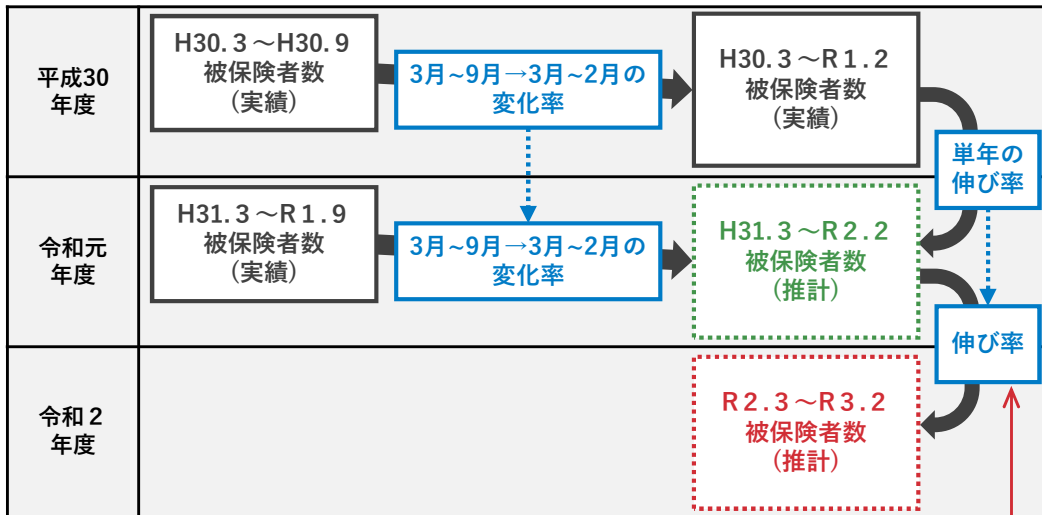 平成30
年度
H30.3～H30.9
被保険者数
(実績)
3月~9月→3月~2月の
変化率
H30.3～R1.2
被保険者数
(実績)
単年の
伸び率
令和元
年度
H31.3～R1.9
被保険者数
(実績)
3月~9月→3月~2月の
変化率
H31.3～R2.2
被保険者数
(推計)
伸び率
令和２
年度
R2.3～R3.2
被保険者数
(推計)